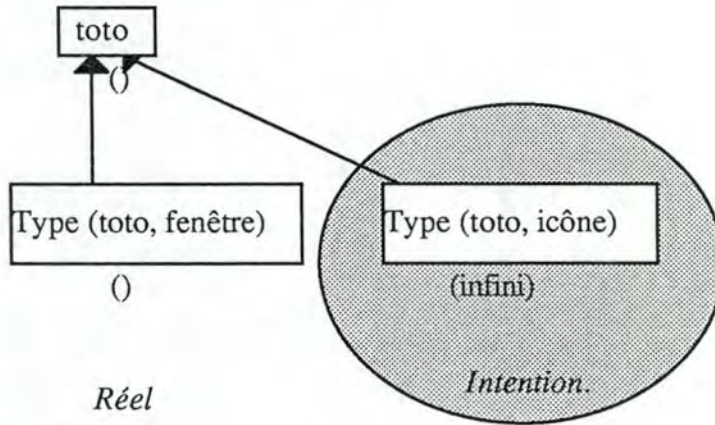 toto
()
Type (toto, fenêtre)
Type (toto, icône)
()
(infini)
Réel
Intention.